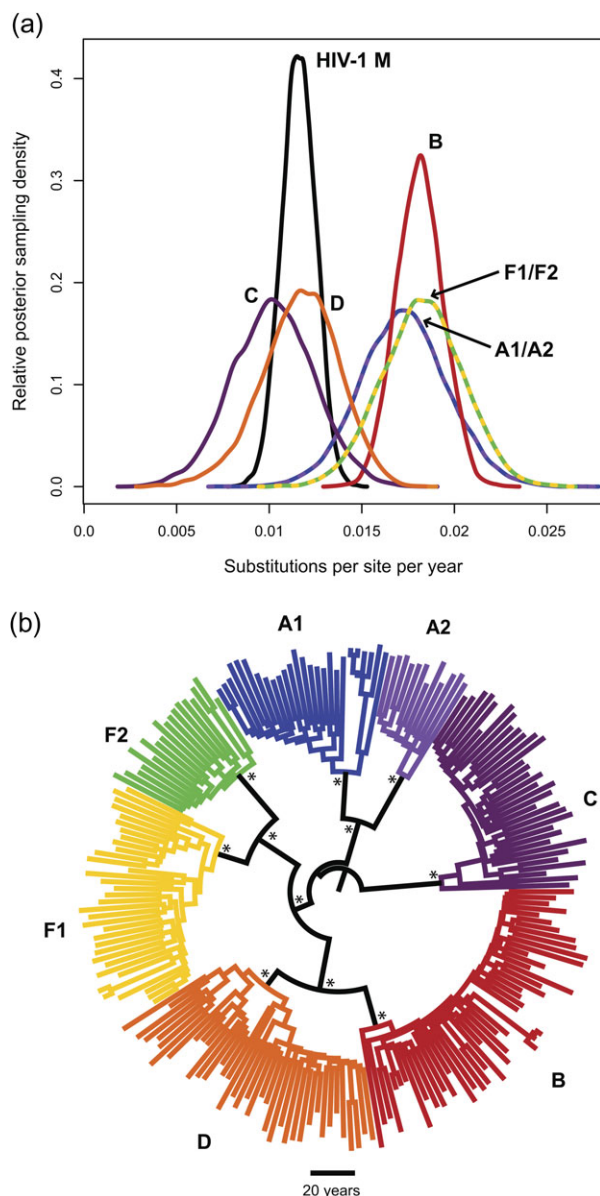 (a)
HIV-1 M
B
F1/F2
C
D
A1/A2
Relative posterior sampling density
0.4
0.3
0.2
0.1
0.0
0.0
0.005
0.010
0.015
0.020
0.025
Substitutions per site per year
(b)
A1
A2
F2
C
F1
B
D
*
*
*
*
*
*
*
*
*
*
*
*
20 years